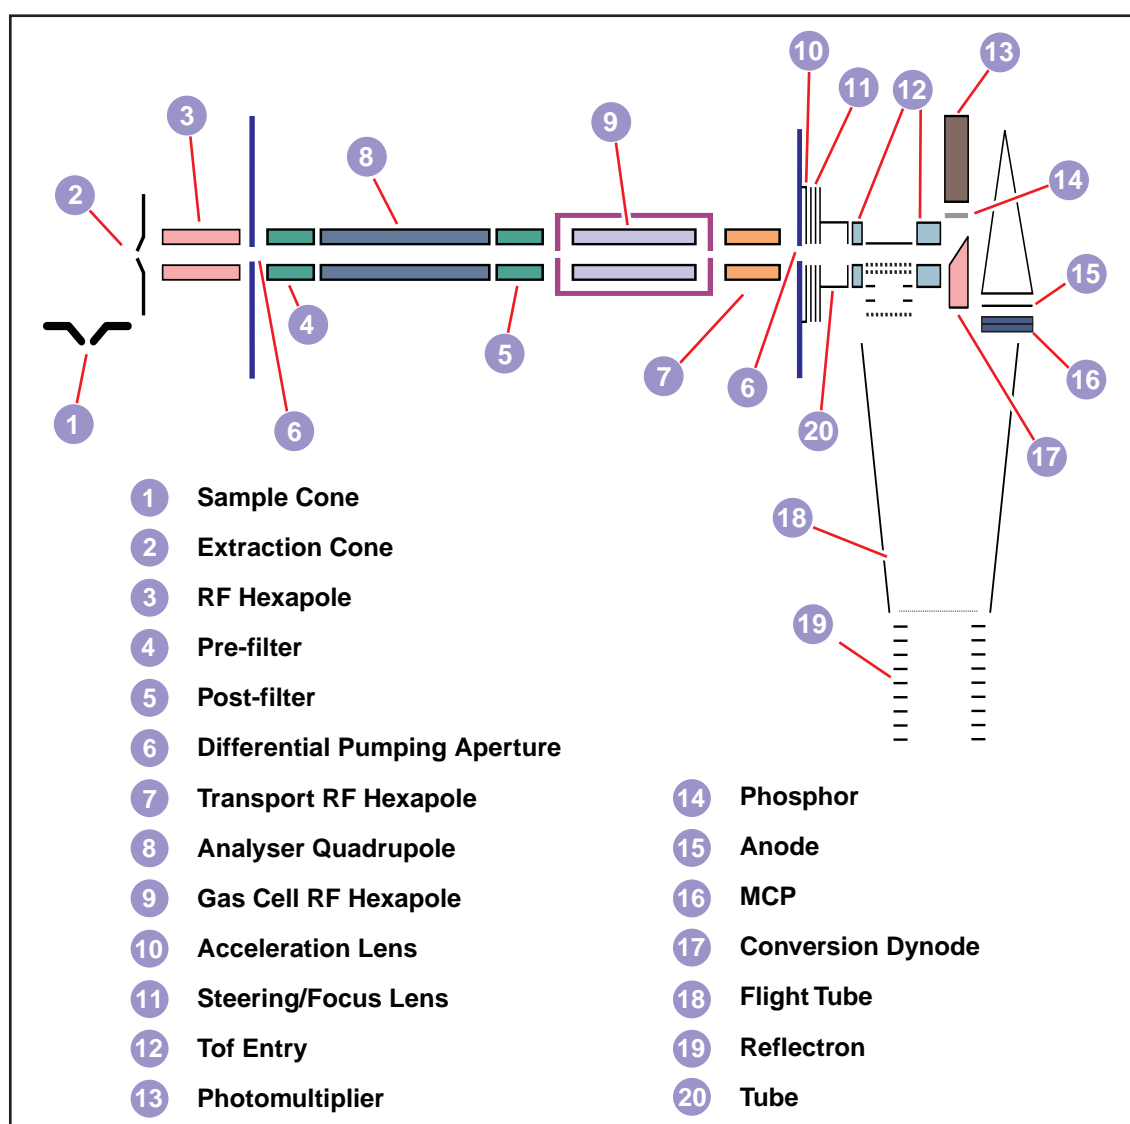 10
13
3
11
12
9
8
2
14
15
4
5
7
6
16
1
6
20
17
18
19
1 Sample Cone
2 Extraction Cone
3 RF Hexapole
4 Pre-filter
5 Post-filter
6 Differential Pumping Aperture
7 Transport RF Hexapole
8 Analyser Quadrupole
9 Gas Cell RF Hexapole
10 Acceleration Lens
11 Steering/Focus Lens
12 Tof Entry
13 Photomultiplier
14 Phosphor
15 Anode
16 MCP
17 Conversion Dynode
18 Flight Tube
19 Reflectron
20 Tube